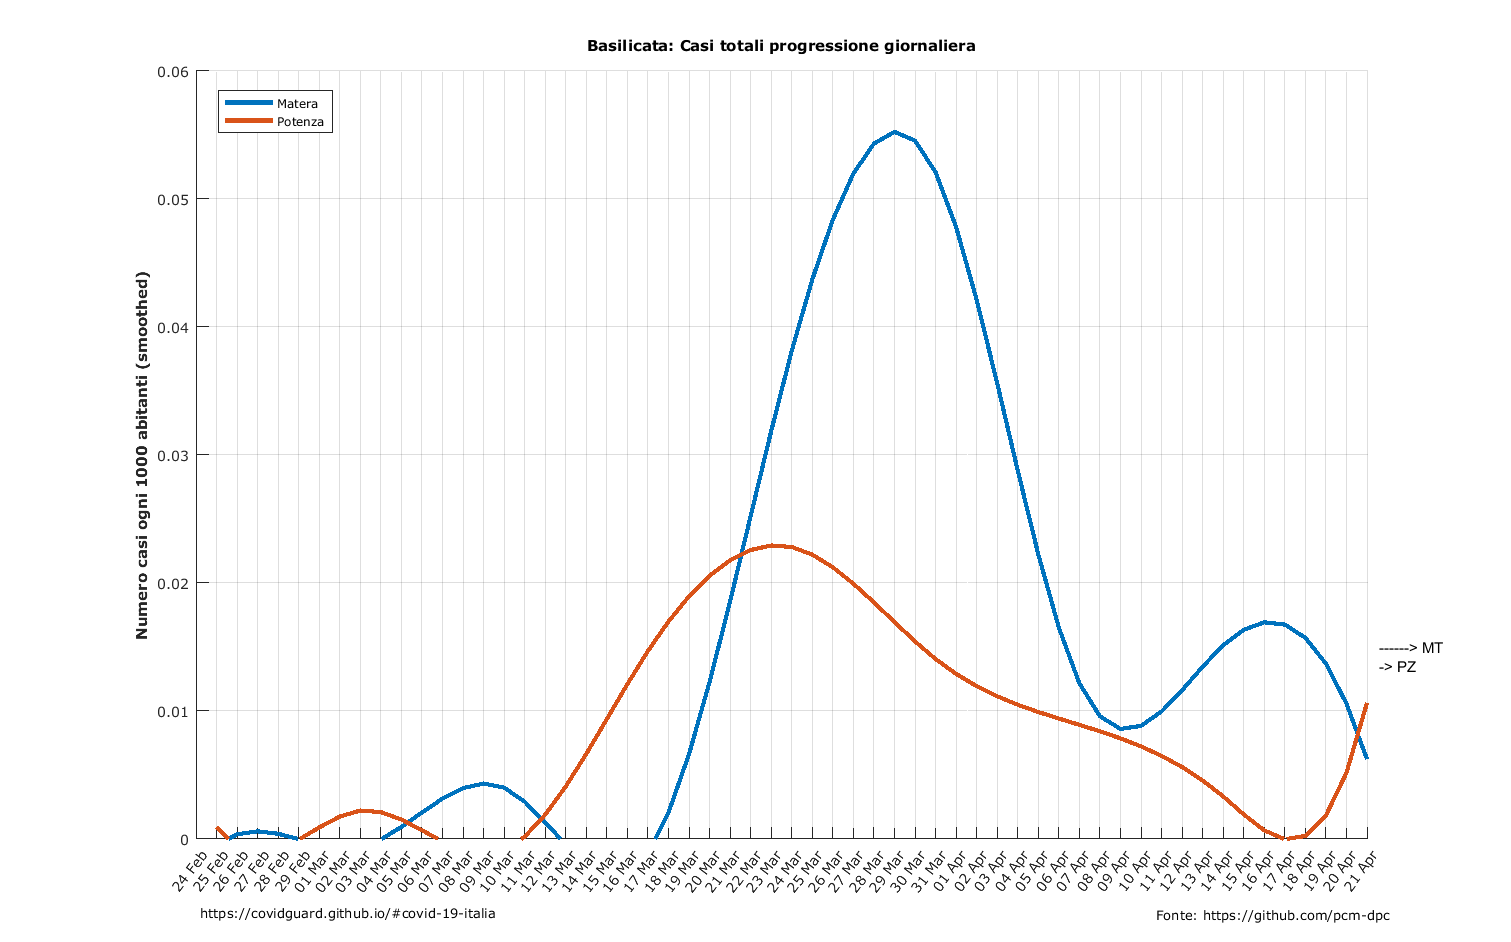 Basilicata: Casi totali progressione giornaliera
Matera
Potenza
0.06
0.05
0.04
0.03
0.02
0.01
0
Numero casi ogni 1000 abitanti (smoothed)
------> MT
-> PZ
24 Feb
25 Feb
26 Feb
27 Feb
28 Feb
29 Feb
01 Mar
02 Mar
03 Mar
04 Mar
05 Mar
06 Mar
07 Mar
08 Mar
09 Mar
10 Mar
11 Mar
12 Mar
13 Mar
14 Mar
15 Mar
16 Mar
17 Mar
18 Mar
19 Mar
20 Mar
21 Mar
22 Mar
23 Mar
24 Mar
25 Mar
26 Mar
27 Mar
28 Mar
29 Mar
30 Mar
31 Mar
01 Apr
02 Apr
03 Apr
04 Apr
05 Apr
06 Apr
07 Apr
08 Apr
09 Apr
10 Apr
11 Apr
12 Apr
13 Apr
14 Apr
15 Apr
16 Apr
17 Apr
18 Apr
19 Apr
20 Apr
21 Apr
https://covidguard.github.io/#covid-19-italia
Fonte: https://github.com/pcm-dpc